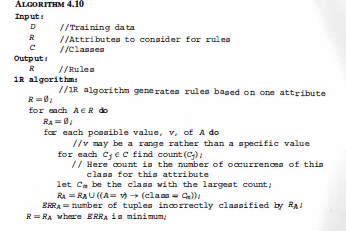 ALGORITHM 4.10
Input:
D //Training data
R //Attributes to consider for rules
C //Classes
Output:
R //Rules
1R algorithm:
//1R algorithm generates rules based on one attribute
R=∅;
for each A∈R do
RA=∅;
for each possible value, v, of A do
//v may be a range rather than a specific value
for each Cj∈C find count(Cj);
// Here count is the number of occurrences of this
class for this attribute
let Cm be the class with the largest count;
RA=RA∪((A=v)→(class=Cm));
ERRA=number of tuples incorrectly classified by RA;
R=RA where ERRA is minimum;